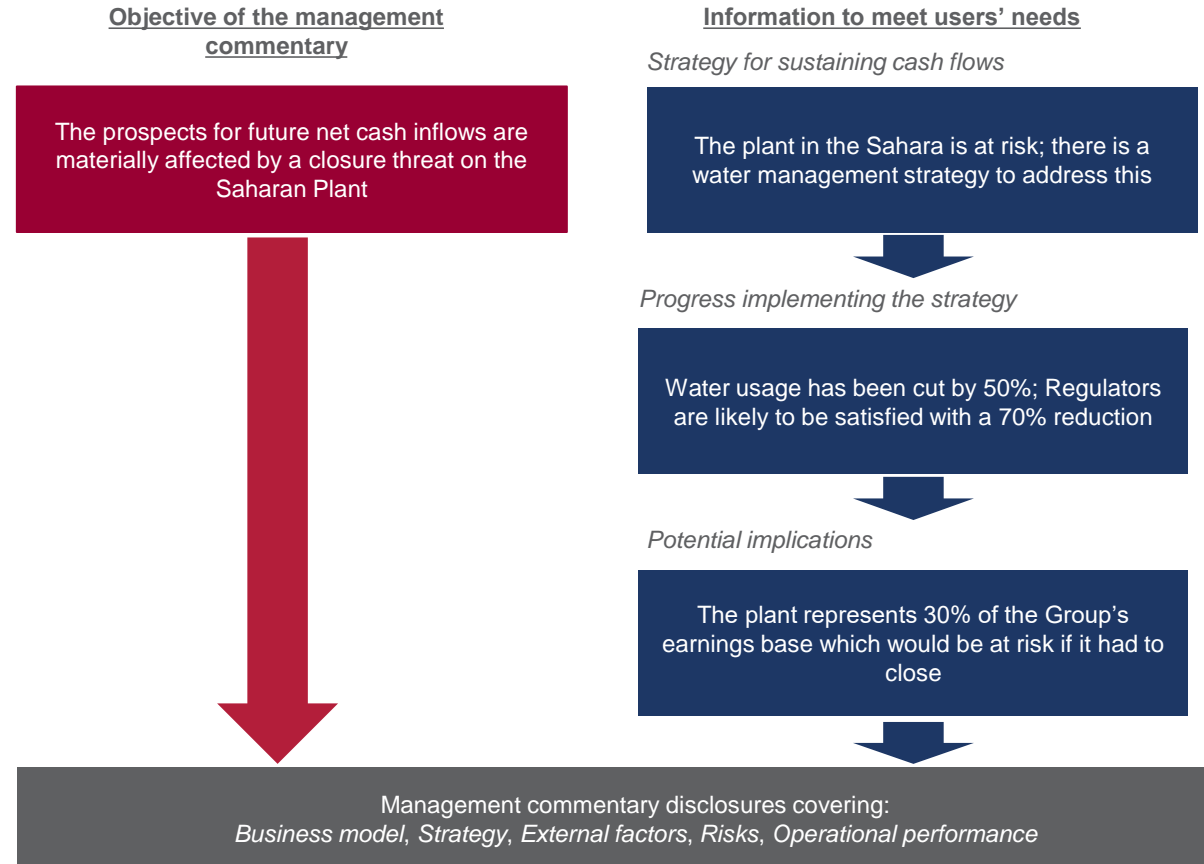 Objective of the management
commentary
The prospects for future net cash inflows are
materially affected by a closure threat on the
Saharan Plant
Information to meet users’ needs
Strategy for sustaining cash flows
The plant in the Sahara is at risk; there is a
water management strategy to address this
Progress implementing the strategy
Water usage has been cut by 50%; Regulators
are likely to be satisfied with a 70% reduction
Potential implications
The plant represents 30% of the Group’s
earnings base which would be at risk if it had to
close
Management commentary disclosures covering:
Business model, Strategy, External factors, Risks, Operational performance